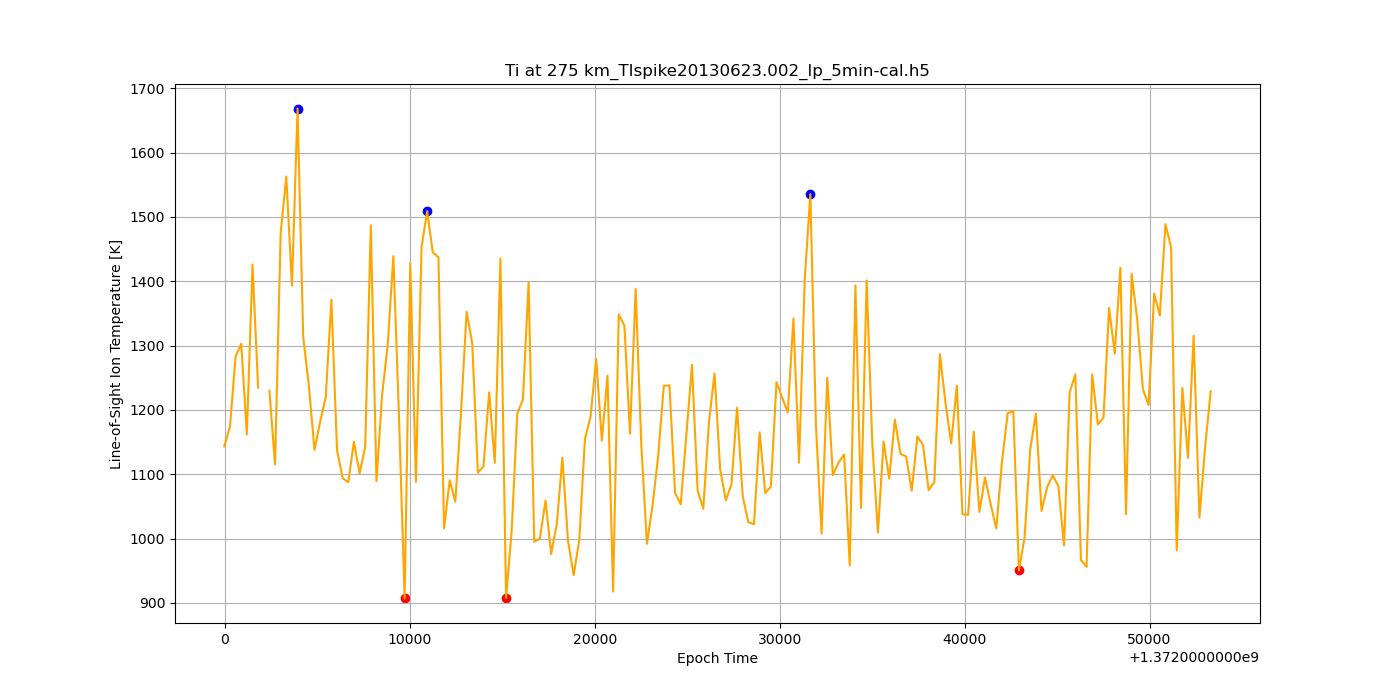 Ti at 275 km_TIspike20130623.002_lp_5min-cal.h5
Line-of-Sight Ion Temperature [K]
1700
1600
1500
1400
1300
1200
1100
1000
900
0 10000 20000 30000 40000 50000
Epoch Time
+1.3720000000e9